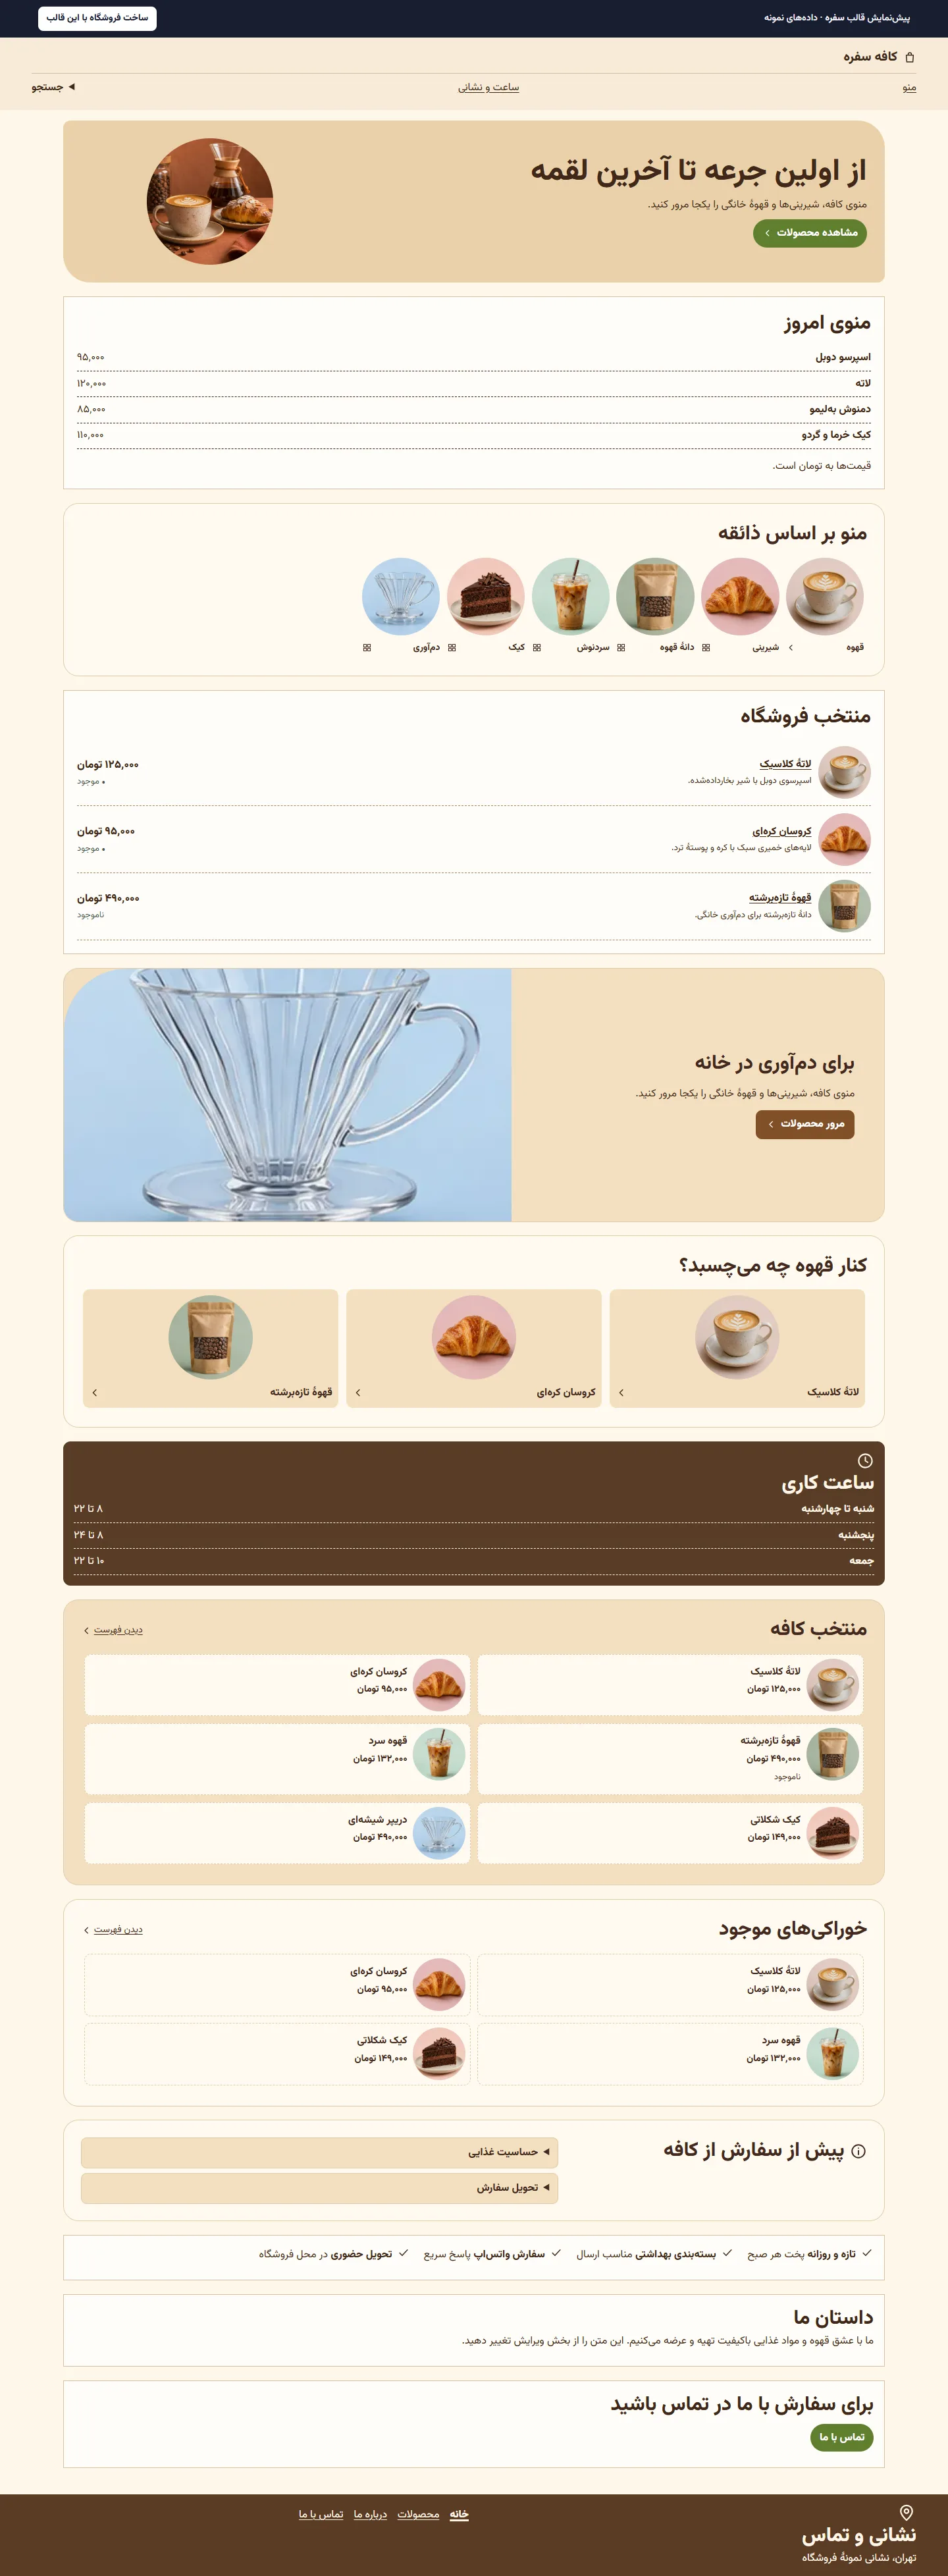 پیش‌نمایش قالب سفره · داده‌های نمونه
ساخت فروشگاه با این قالب
کافه سفره
منو
ساعت و نشانی
جستجو
از اولین جرعه تا آخرین لقمه
منوی کافه، شیرینی‌ها و قهوهٔ خانگی را یکجا مرور کنید.
مشاهده محصولات
منوی امروز
اسپرسو دوبل ۹۵,۰۰۰
لاته ۱۲۰,۰۰۰
دمنوش به‌لیمو ۸۵,۰۰۰
کیک خرما و گردو ۱۱۰,۰۰۰
قیمت‌ها به تومان است.
منو بر اساس ذائقه
قهوه
شیرینی
دانهٔ قهوه
سردنوش
کیک
دم‌آوری
منتخب فروشگاه
لاتهٔ کلاسیک ۱۲۵,۰۰۰ تومان
اسپرسوی دوبل با شیر بخارداده‌شده. • موجود
کروسان کره‌ای ۹۵,۰۰۰ تومان
لایه‌های خمیری سبک با کره و پوستهٔ ترد. • موجود
قهوهٔ تازه‌برشته ۴۹۰,۰۰۰ تومان
دانهٔ تازه‌برشته برای دم‌آوری خانگی. ناموجود
برای دم‌آوری در خانه
منوی کافه، شیرینی‌ها و قهوهٔ خانگی را یکجا مرور کنید.
مرور محصولات
کنار قهوه چه می‌چسبد؟
لاتهٔ کلاسیک
کروسان کره‌ای
قهوهٔ تازه‌برشته
ساعت کاری
شنبه تا چهارشنبه ۸ تا ۲۲
پنجشنبه ۸ تا ۲۴
جمعه ۱۰ تا ۲۲
منتخب کافه
دیدن فهرست
لاتهٔ کلاسیک
۱۲۵,۰۰۰ تومان
کروسان کره‌ای
۹۵,۰۰۰ تومان
قهوهٔ تازه‌برشته
۴۹۰,۰۰۰ تومان
ناموجود
قهوه سرد
۱۳۲,۰۰۰ تومان
کیک شکلاتی
۱۴۹,۰۰۰ تومان
دریپر شیشه‌ای
۴۹۰,۰۰۰ تومان
خوراکی‌های موجود
دیدن فهرست
لاتهٔ کلاسیک
۱۲۵,۰۰۰ تومان
کروسان کره‌ای
۹۵,۰۰۰ تومان
قهوه سرد
۱۳۲,۰۰۰ تومان
کیک شکلاتی
۱۴۹,۰۰۰ تومان
پیش از سفارش از کافه
حساسیت غذایی
تحویل سفارش
تازه و روزانه پخت هر صبح
بسته‌بندی بهداشتی مناسب ارسال
سفارش واتس‌اپ پاسخ سریع
تحویل حضوری در محل فروشگاه
داستان ما
ما با عشق قهوه و مواد غذایی باکیفیت تهیه و عرضه می‌کنیم. این متن را از بخش ویرایش تغییر دهید.
برای سفارش با ما در تماس باشید
تماس با ما
نشانی و تماس
تهران، نشانی نمونهٔ فروشگاه
خانه
محصولات
درباره ما
تماس با ما